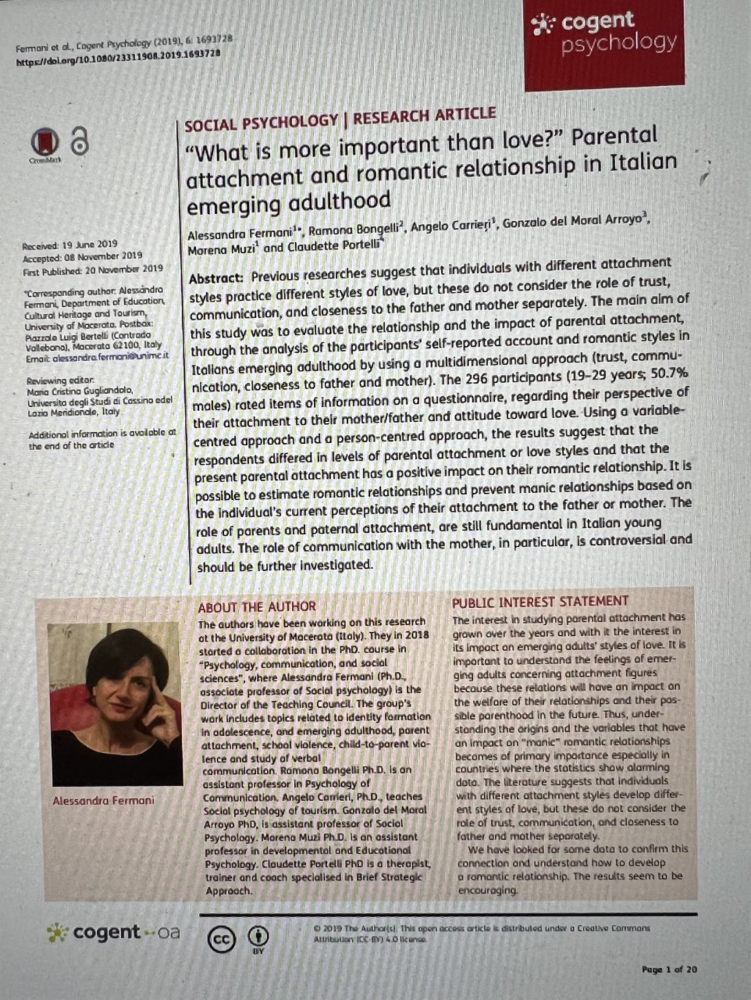 Fermani et al., Cogent Psychology (2019), 6: 1693728
https://doi.org/10.1080/23311908.2019.1693728
cogent
psychology
CrossMark
SOCIAL PSYCHOLOGY | RESEARCH ARTICLE
“What is more important than love?” Parental
attachment and romantic relationship in Italian
emerging adulthood
Alessandra Fermani1*, Ramona Bongelli2, Angelo Carrieri1, Gonzalo del Moral Arroyo3,
Morena Muzi1 and Claudette Portelli4
Received: 19 June 2019
Accepted: 08 November 2019
First Published: 20 November 2019
*Corresponding author: Alessandra
Fermani, Department of Education,
Cultural Heritage and Tourism,
University of Macerata. Postbox:
Piazzale Luigi Bertelli (Contrada
Vallebona), Macerata 62100, Italy
Email: alessandra.fermani@unimc.it
Reviewing editor:
Maria Cristina Gugliandolo,
Universita degli Studi di Cassino edel
Lazio Meridionale, Italy
Additional information is available at
the end of the article
Abstract: Previous researches suggest that individuals with different attachment
styles practice different styles of love, but these do not consider the role of trust,
communication, and closeness to the father and mother separately. The main aim of
this study was to evaluate the relationship and the impact of parental attachment,
through the analysis of the participants’ self-reported account and romantic styles in
Italians emerging adulthood by using a multidimensional approach (trust, commu-
nication, closeness to father and mother). The 296 participants (19–29 years; 50.7%
males) rated items of information on a questionnaire, regarding their perspective of
their attachment to their mother/father and attitude toward love. Using a variable-
centred approach and a person-centred approach, the results suggest that the
respondents differed in levels of parental attachment or love styles and that the
present parental attachment has a positive impact on their romantic relationship. It is
possible to estimate romantic relationships and prevent manic relationships based on
the individual’s current perceptions of their attachment to the father or mother. The
role of parents and paternal attachment, are still fundamental in Italian young
adults. The role of communication with the mother, in particular, is controversial and
should be further investigated.
Alessandra Fermani
ABOUT THE AUTHOR
The authors have been working on this research
at the University of Macerata (Italy). They in 2018
started a collaboration in the PhD. course in
“Psychology, communication, and social
sciences”, where Alessandra Fermani (Ph.D.,
associate professor of Social psychology) is the
Director of the Teaching Council. The group’s
work includes topics related to identity formation
in adolescence, and emerging adulthood, parent
attachment, school violence, child-to-parent vio-
lence and study of verbal
communication. Ramona Bongelli Ph.D. is an
assistant professor in Psychology of
Communication. Angelo Carrieri, Ph.D., teaches
Social psychology of tourism. Gonzalo del Moral
Arroyo PhD, is assistant professor of Social
Psychology. Morena Muzi Ph.D. is an assistant
professor in developmental and Educational
Psychology. Claudette Portelli PhD is a therapist,
trainer and coach specialised in Brief Strategic
Approach.
PUBLIC INTEREST STATEMENT
The interest in studying parental attachment has
grown over the years and with it the interest in
its impact on emerging adults’ styles of love. It is
important to understand the feelings of emer-
ging adults concerning attachment figures
because these relations will have an impact on
the welfare of their relationships and their pos-
sible parenthood in the future. Thus, under-
standing the origins and the variables that have
an impact on “manic” romantic relationships
becomes of primary importance especially in
countries where the statistics show alarming
data. The literature suggests that individuals
with different attachment styles develop differ-
ent styles of love, but these do not consider the
role of trust, communication, and closeness to
father and mother separately.
We have looked for some data to confirm this
connection and understand how to develop
a romantic relationship. The results seem to be
encouraging.
cogent oa
cc
BY
© 2019 The Author(s). This open access article is distributed under a Creative Commons
Attribution (CC-BY) 4.0 license.
Page 1 of 20